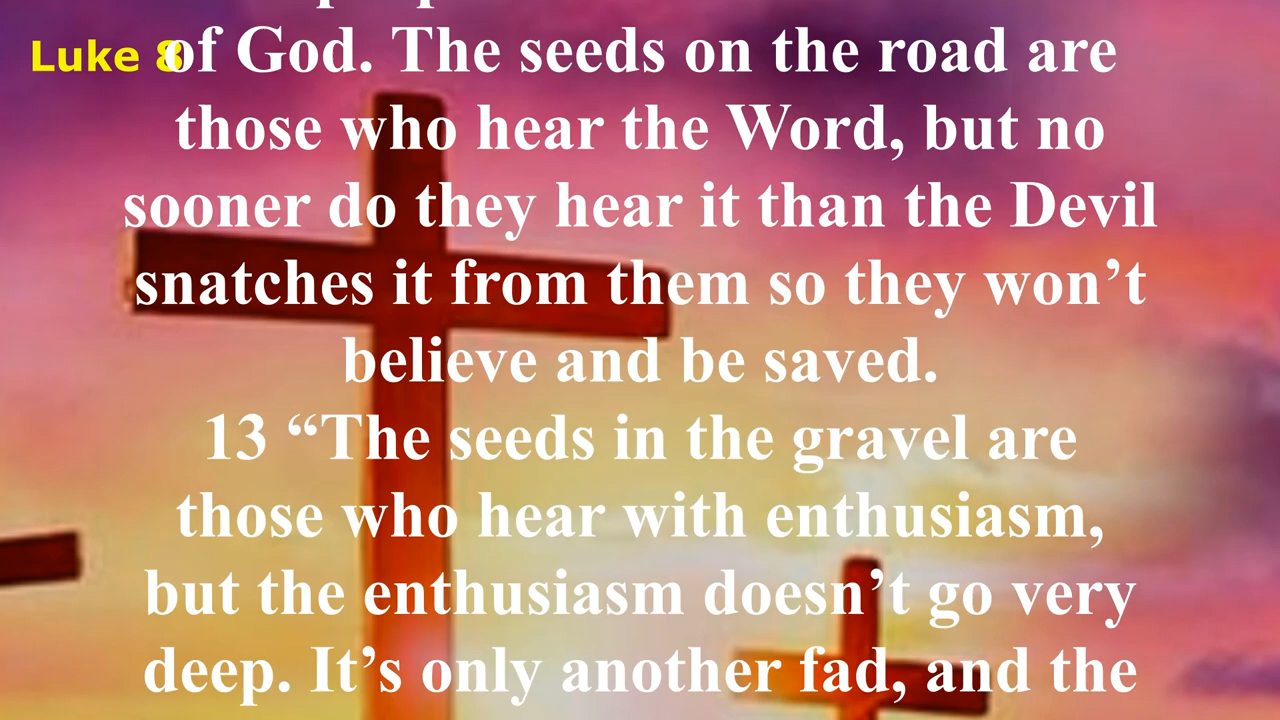 Luke 8
of God. The seeds on the road are
those who hear the Word, but no
sooner do they hear it than the Devil
snatches it from them so they won’t
believe and be saved.
13 “The seeds in the gravel are
those who hear with enthusiasm,
but the enthusiasm doesn’t go very
deep. It’s only another fad, and the